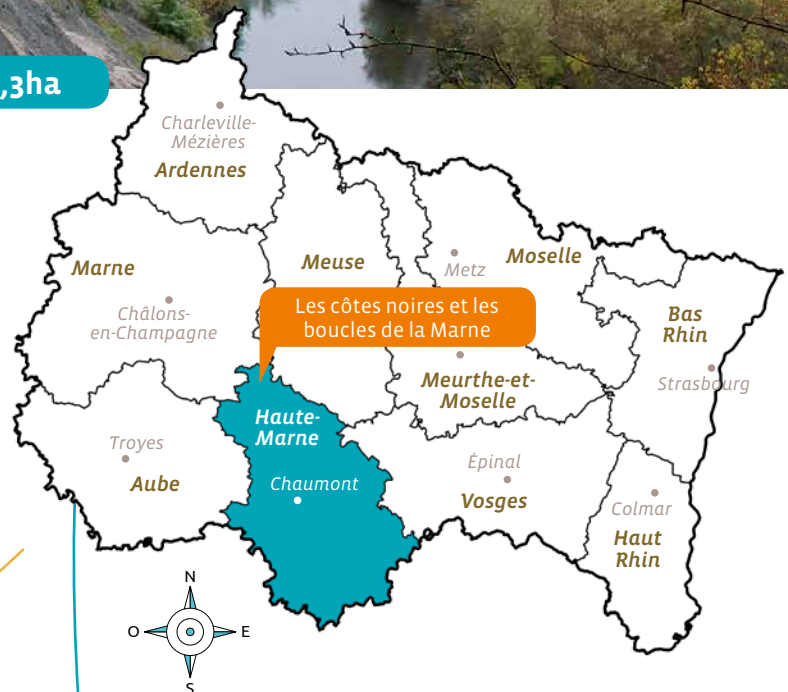 ,3ha
Charleville-
Mézières
Ardennes
Marne
Meuse
Moselle
Metz
Les côtes noires et les
boucles de la Marne
Châlons-
en-Champagne
Bas
Rhin
Strasbourg
Meurthe-et-
Moselle
Haute-
Marne
Troyes
Aube
Chaumont
Épinal
Vosges
Colmar
Haut
Rhin
N
O
E
S